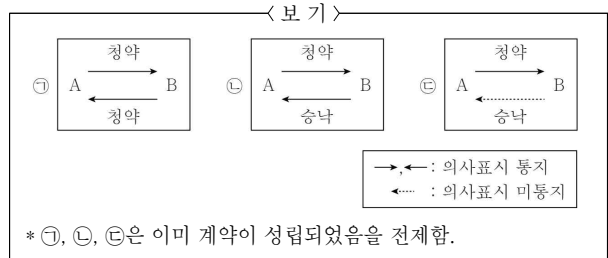 〈보 기〉
청약 청약 청약
㉠ A B ㉡ A B ㉢ A B
청약 승낙 승낙
→,← : 의사표시 통지
⇠ : 의사표시 미통지
* ㉠, ㉡, ㉢은 이미 계약이 성립되었음을 전제함.